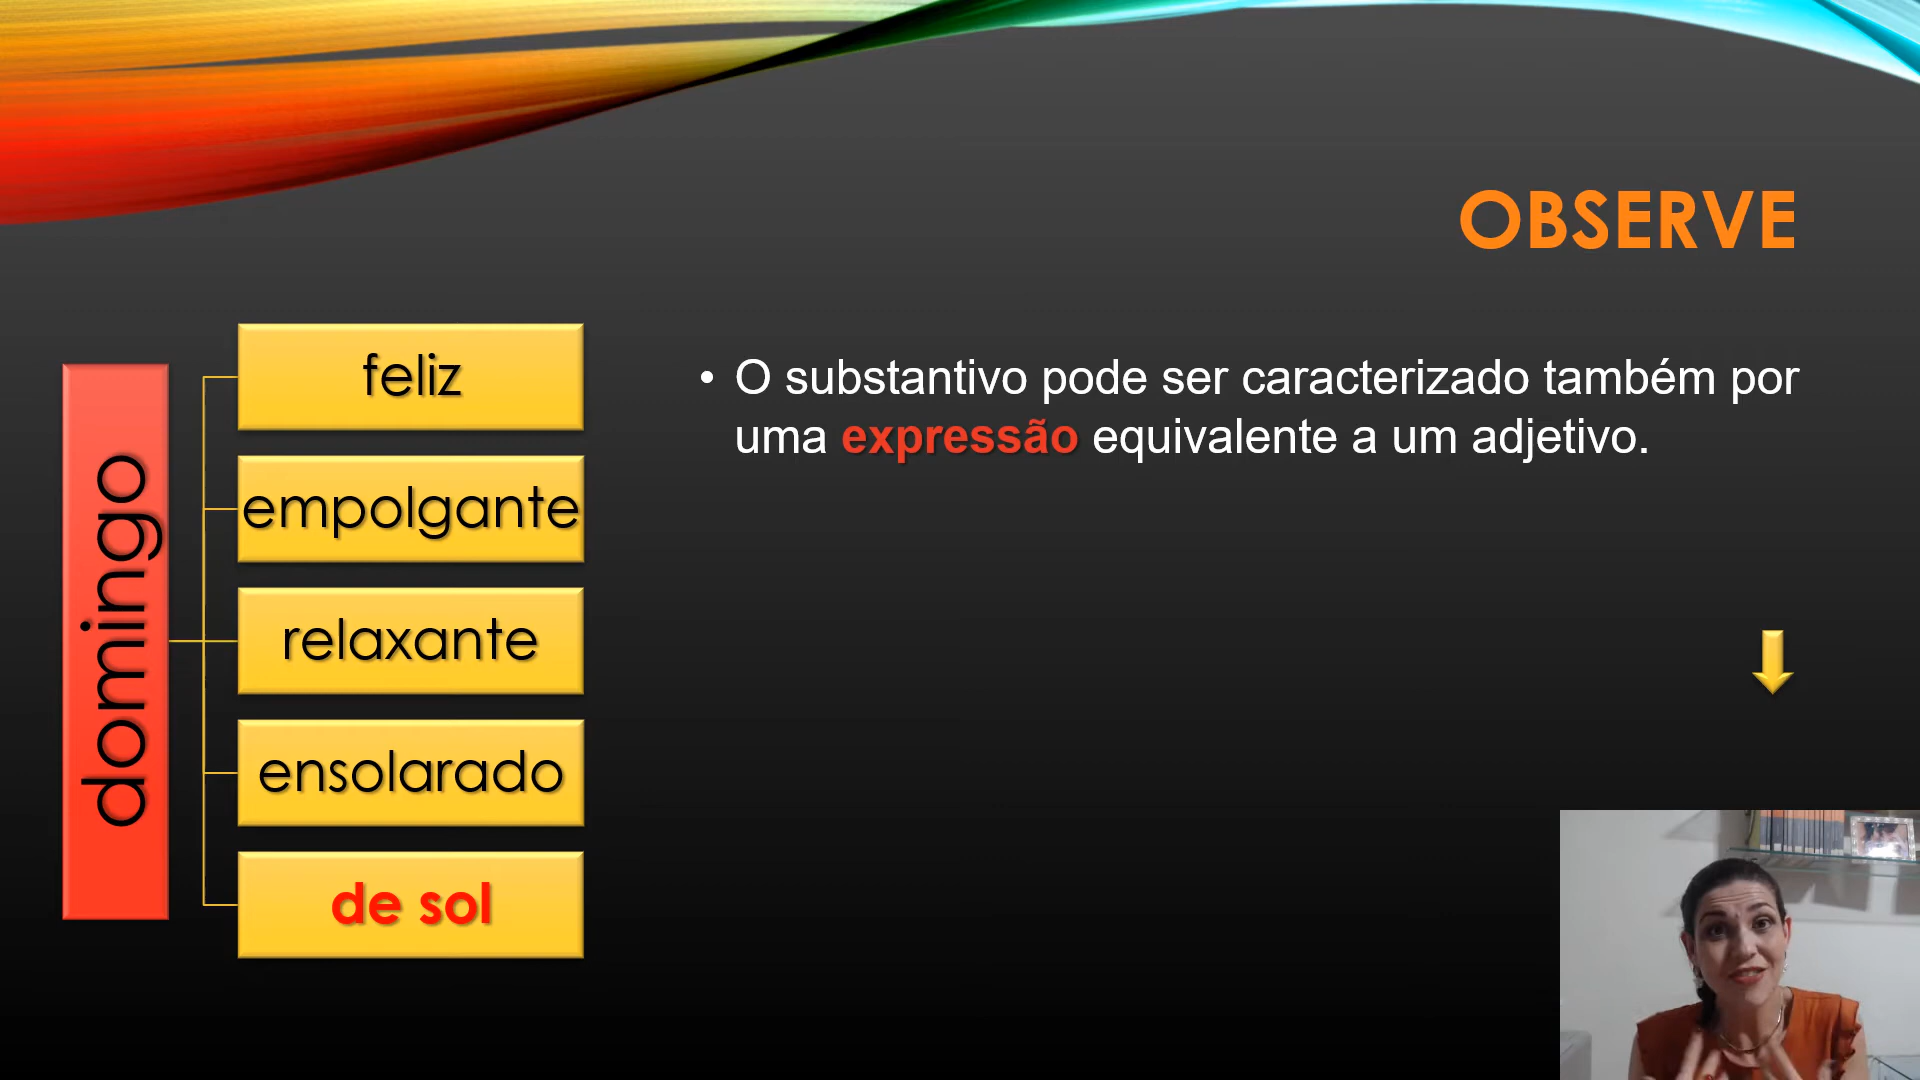 OBSERVE
domingo
feliz
empolgante
relaxante
ensolarado
de sol
• O substantivo pode ser caracterizado também por
uma expressão equivalente a um adjetivo.